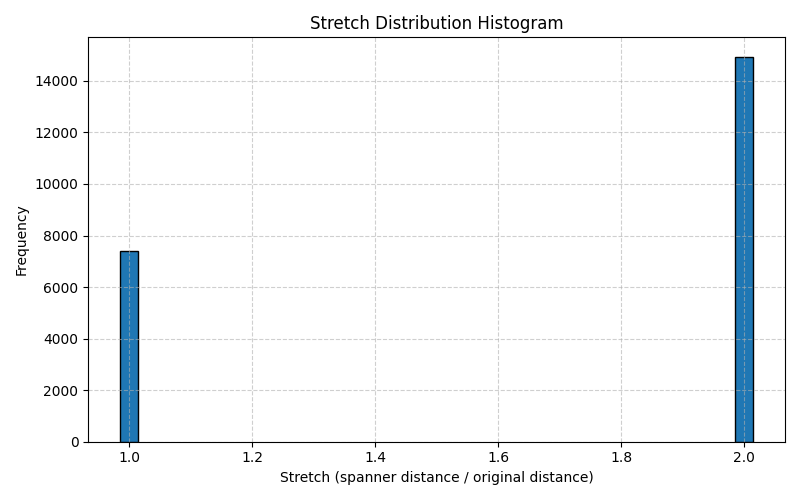 Stretch Distribution Histogram
Frequency
14000
12000
10000
8000
6000
4000
2000
0
1.0 1.2 1.4 1.6 1.8 2.0
Stretch (spanner distance / original distance)